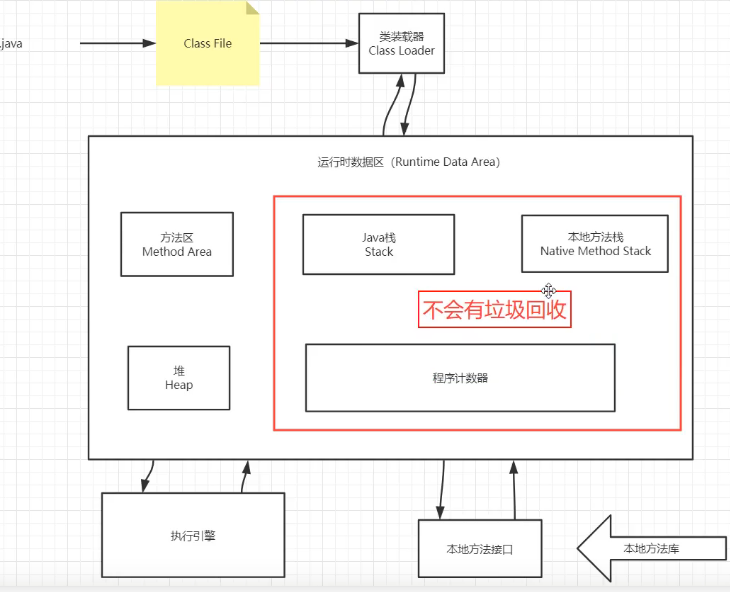 .java
Class File
类装载器
Class Loader
运行时数据区（Runtime Data Area）
方法区
Method Area
Java栈
Stack
本地方法栈
Native Method Stack
不会有垃圾回收
堆
Heap
程序计数器
执行引擎
本地方法接口
本地方法库